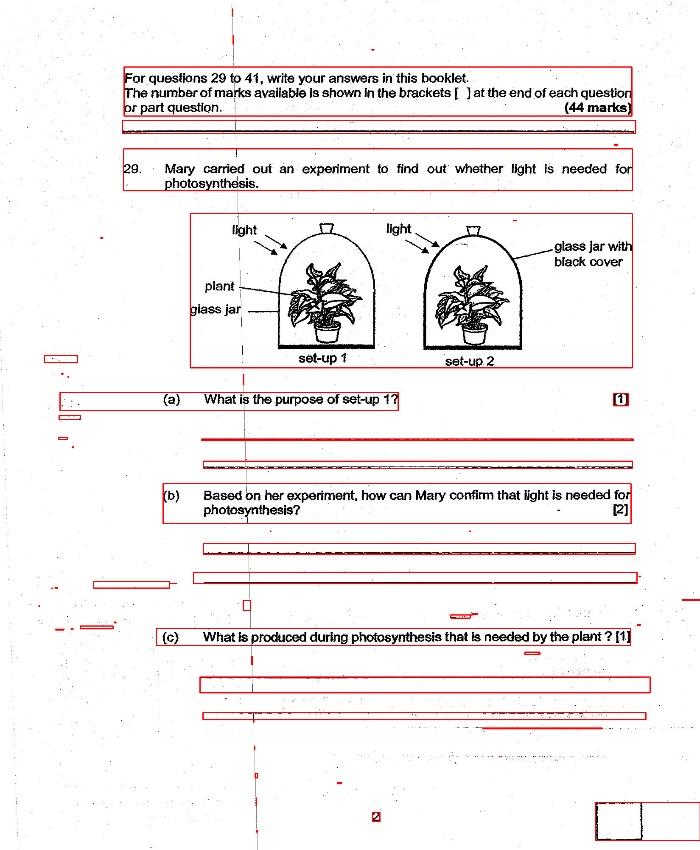 For questions 29 to 41, write your answers in this booklet.
The number of marks available is shown in the brackets [ ] at the end of each question
or part question. (44 marks)
29. Mary carried out an experiment to find out whether light is needed for
photosynthesis.
light light
glass jar with
black cover
plant
glass jar
set-up 1 set-up 2
(a) What is the purpose of set-up 1? [1]
(b) Based on her experiment, how can Mary confirm that light is needed for
photosynthesis? [2]
(c) What is produced during photosynthesis that is needed by the plant ? [1]
2